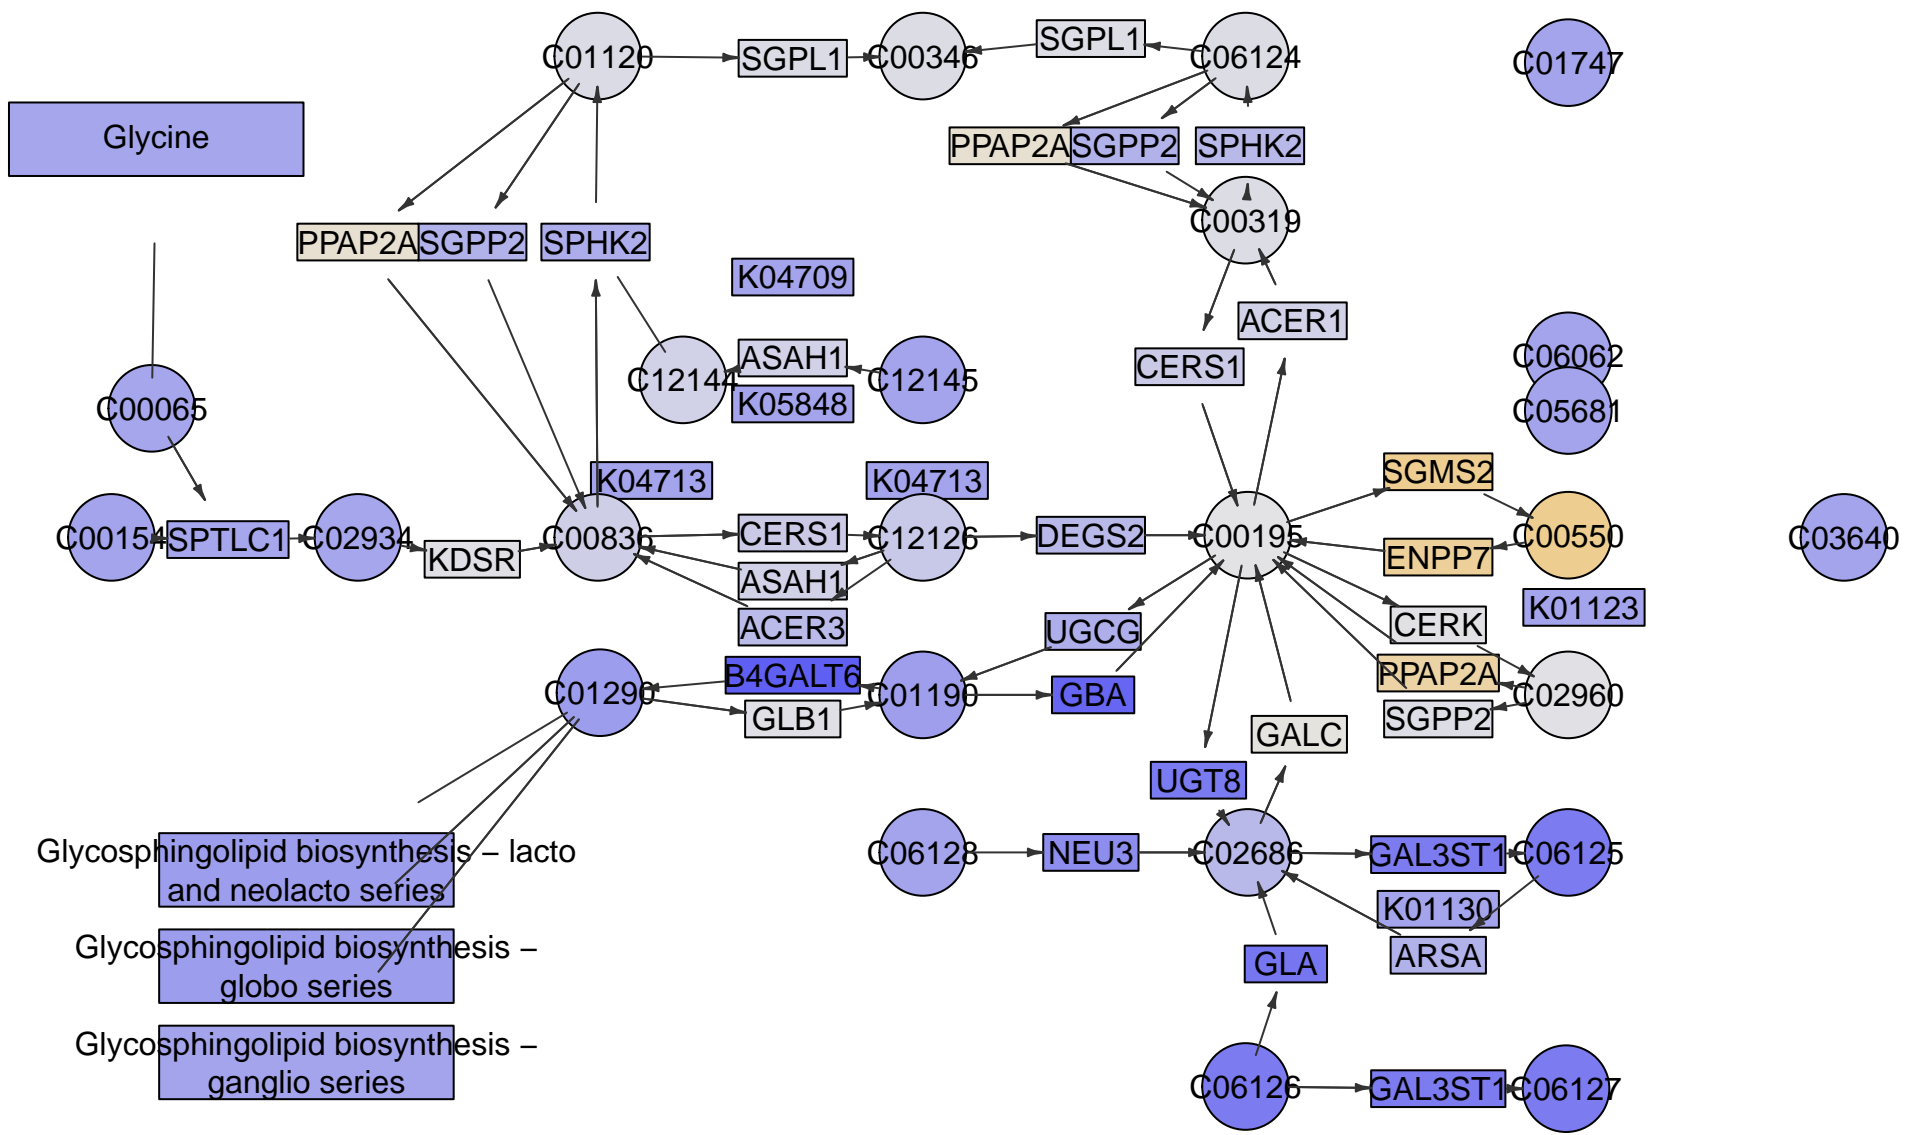 C01120
SGPL1
C00346
SGPL1
C06124
C01747
Glycine
PPAP2A
SGPP2
SPHK2
C00319
PPAP2A
SGPP2
SPHK2
K04709
ACER1
CERS1
C12144
ASAH1
C12145
K05848
C06062
C05681
C00065
K04713
K04713
SGMS2
C00154
SPTLC1
C02934
KDSR
C00836
CERS1
C12126
DEGS2
C00195
ENPP7
C00550
C03640
ASAH1
ACER3
UGCG
CERK
K01123
B4GALT6
C01290
GLB1
C01190
GBA
PPAP2A
SGPP2
C02960
GALC
UGT8
Glycosphingolipid biosynthesis – lacto
and neolacto series
C06128
NEU3
C02686
GAL3ST1
C06125
K01130
ARSA
GLA
Glycosphingolipid biosynthesis –
globo series
Glycosphingolipid biosynthesis –
ganglio series
C06126
GAL3ST1
C06127